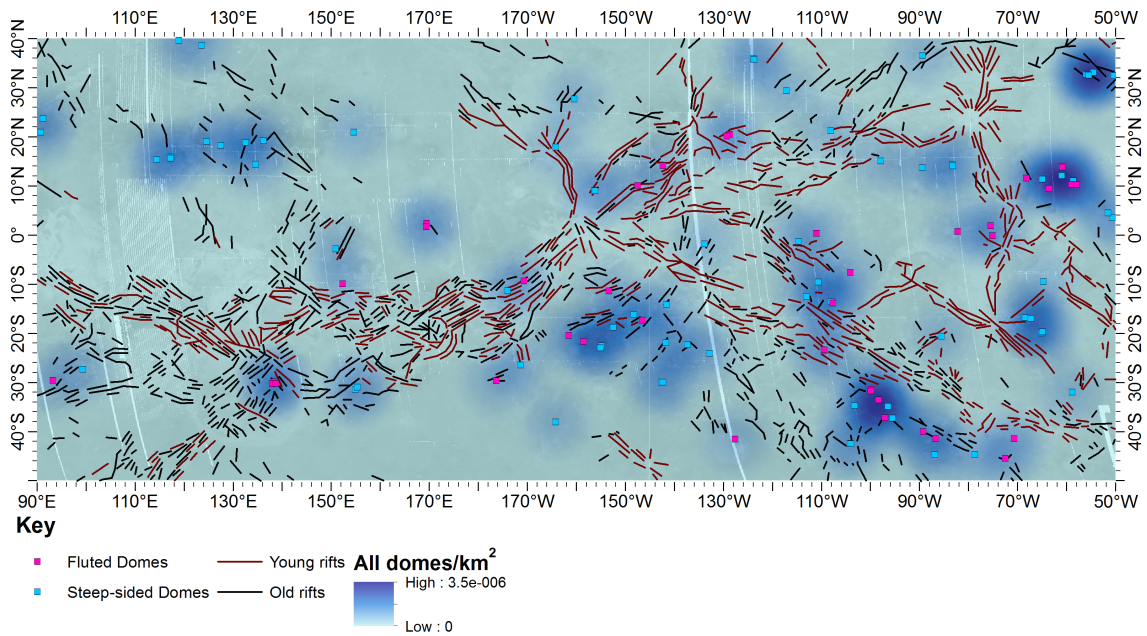 110°E 130°E 150°E 170°E 170°W 150°W 130°W 110°W 90°W 70°W 50°W
40°N 40°N
30°N 30°N
20°N 20°N
10°N 10°N
0° 0°
10°S 10°S
20°S 20°S
30°S 30°S
40°S 40°S
90°E 110°E 130°E 150°E 170°E 170°W 150°W 130°W 110°W 90°W 70°W 50°W
Key
Fluted Domes Young rifts All domes/km2
High : 3.5e-006
Steep-sided Domes Old rifts
Low : 0